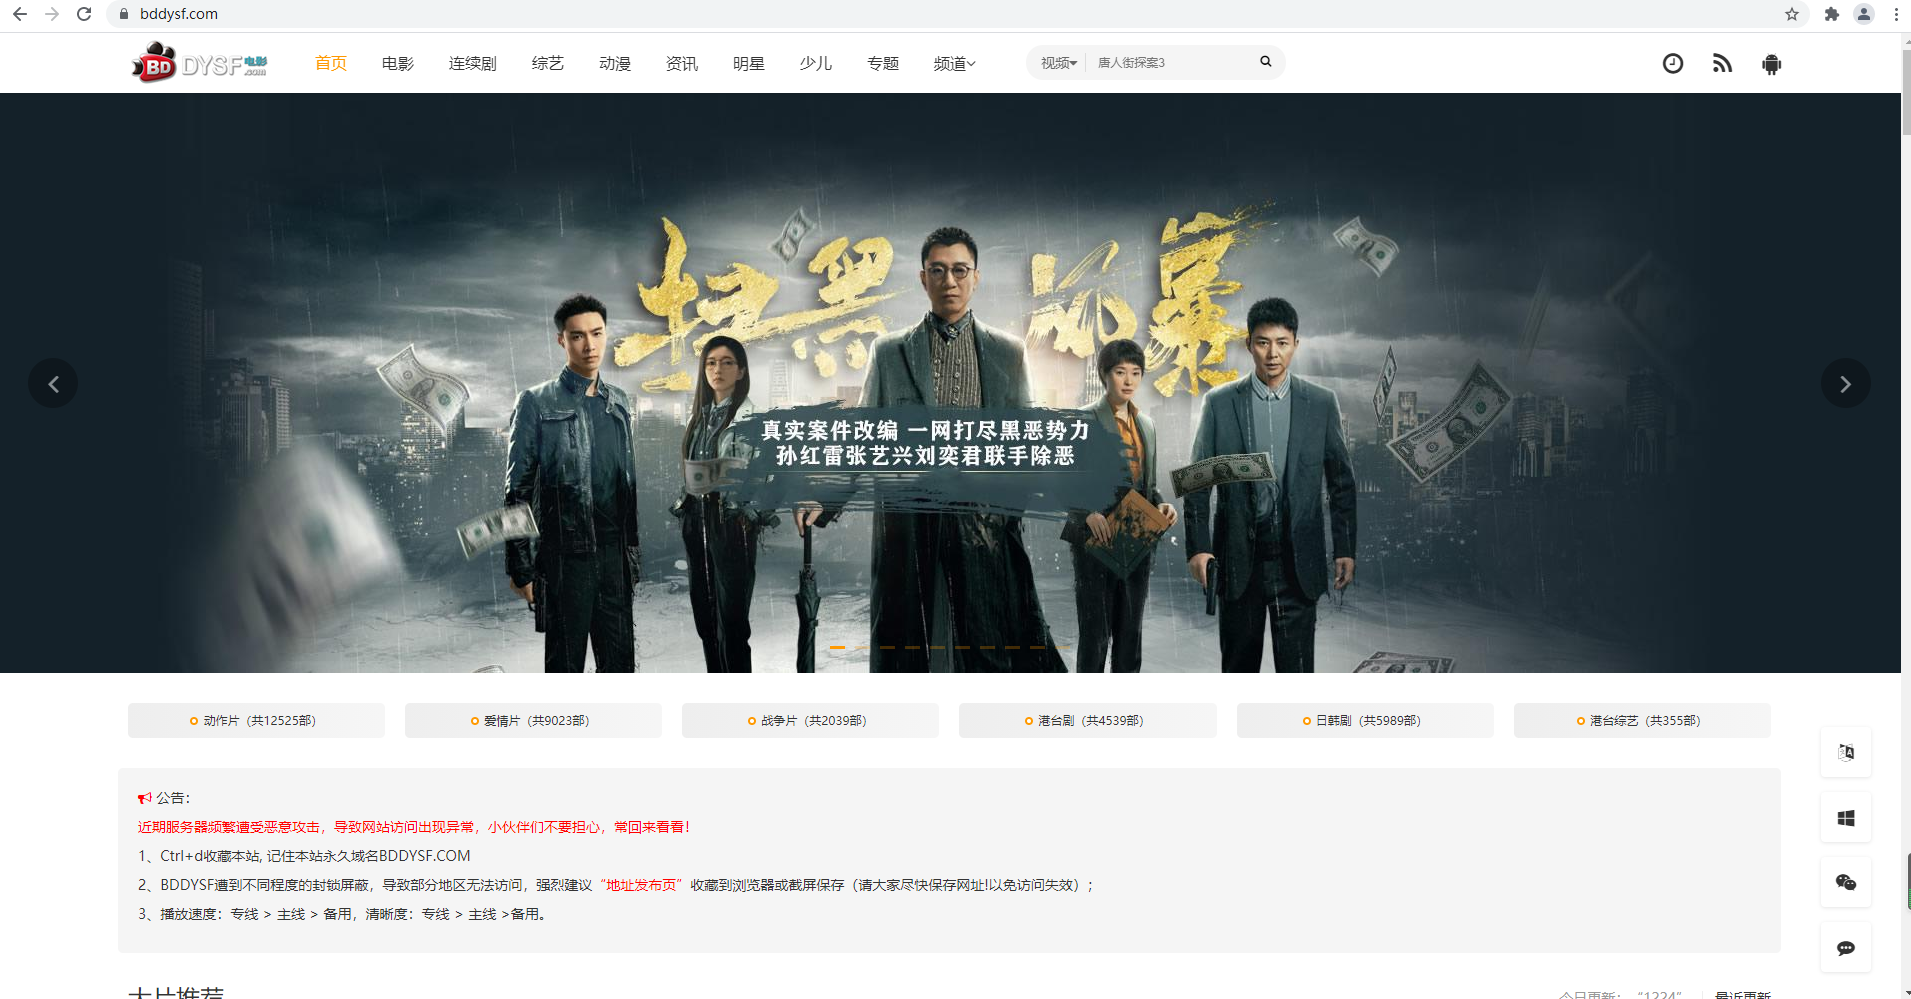 bddysf.com
BD DYSF电影 .com
首页 电影 连续剧 综艺 动漫 资讯 明星 少儿 专题 频道 视频 唐人街探案3
扫黑风暴
真实案件改编 一网打尽黑恶势力
孙红雷张艺兴刘奕君联手除恶
动作片（共12525部） 爱情片（共9023部） 战争片（共2039部） 港台剧（共4539部） 日韩剧（共5989部） 港台综艺（共355部）
公告：
近期服务器频繁遭受恶意攻击，导致网站访问出现异常，小伙伴们不要担心，常回来看看！
1、Ctrl+d收藏本站, 记住本站永久域名BDDYSF.COM
2、BDDYSF遭到不同程度的封锁屏蔽，导致部分地区无法访问，强烈建议“地址发布页”收藏到浏览器或截屏保存（请大家尽快保存网址!以免访问失效）；
3、播放速度：专线 > 主线 > 备用，清晰度：专线 > 主线 >备用。
大片推荐 今日更新：“1224” 最近更新